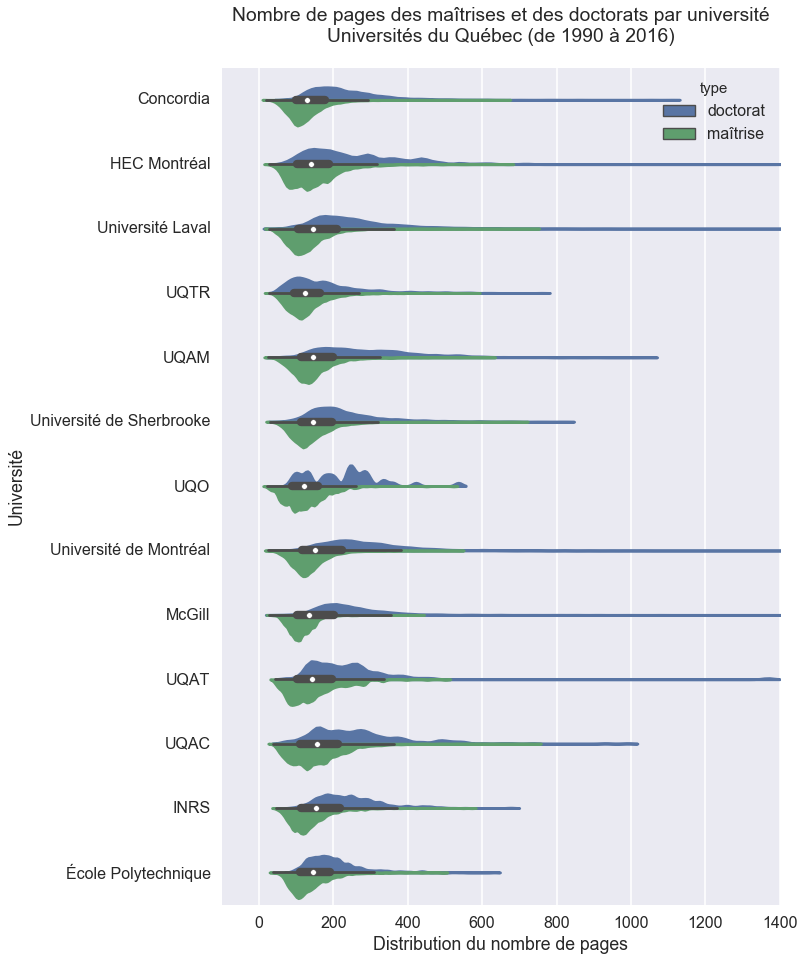 Nombre de pages des maîtrises et des doctorats par université
Universités du Québec (de 1990 à 2016)
type
doctorat
maîtrise
Université
Concordia
HEC Montréal
Université Laval
UQTR
UQAM
Université de Sherbrooke
UQO
Université de Montréal
McGill
UQAT
UQAC
INRS
École Polytechnique
0 200 400 600 800 1000 1200 1400
Distribution du nombre de pages